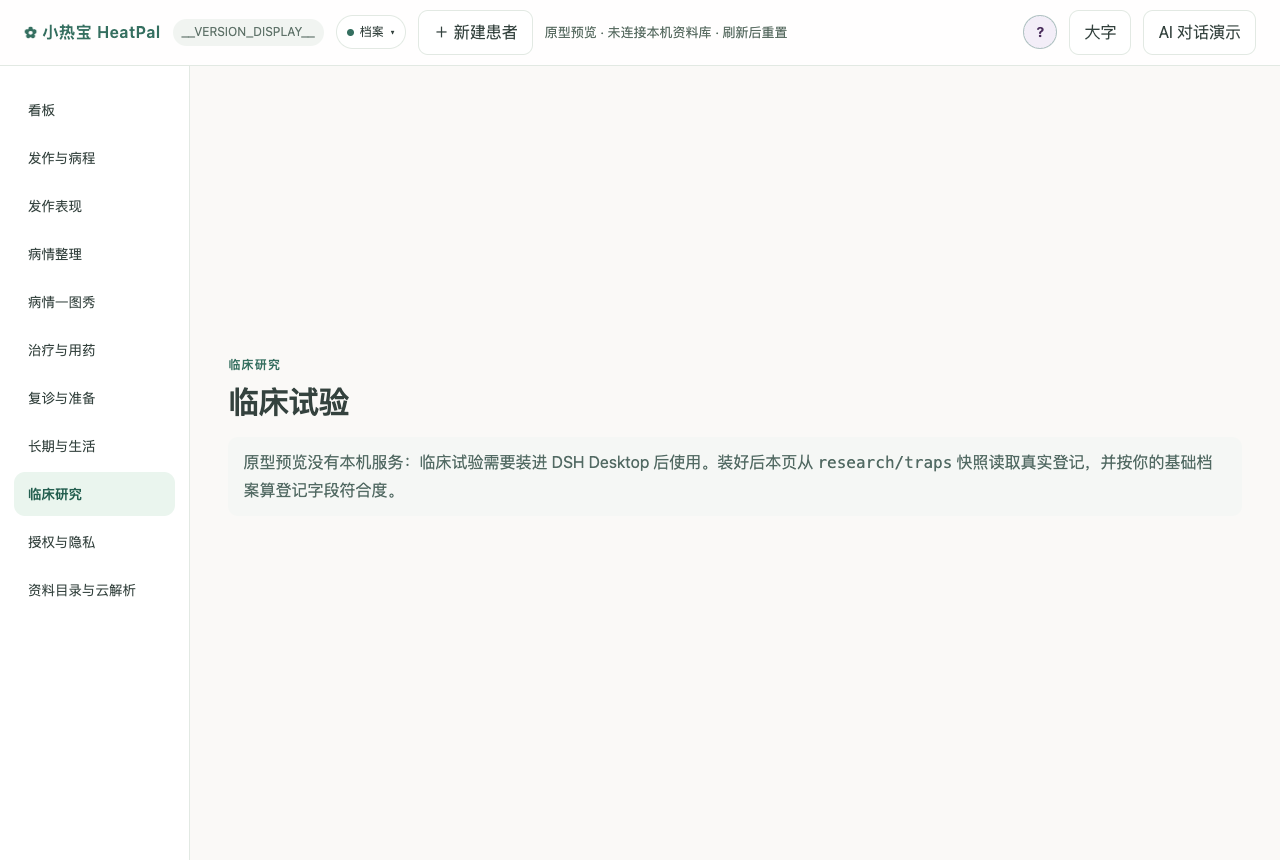 ✿ 小热宝 HeatPal
__VERSION_DISPLAY__
档案 ▾
＋ 新建患者
原型预览 · 未连接本机资料库 · 刷新后重置
?
大字
AI 对话演示
看板
发作与病程
发作表现
病情整理
病情一图秀
治疗与用药
复诊与准备
长期与生活
临床研究
授权与隐私
资料目录与云解析
临床研究
临床试验
原型预览没有本机服务：临床试验需要装进 DSH Desktop 后使用。装好后本页从 research/traps 快照读取真实登记，并按你的基础档
案算登记字段符合度。